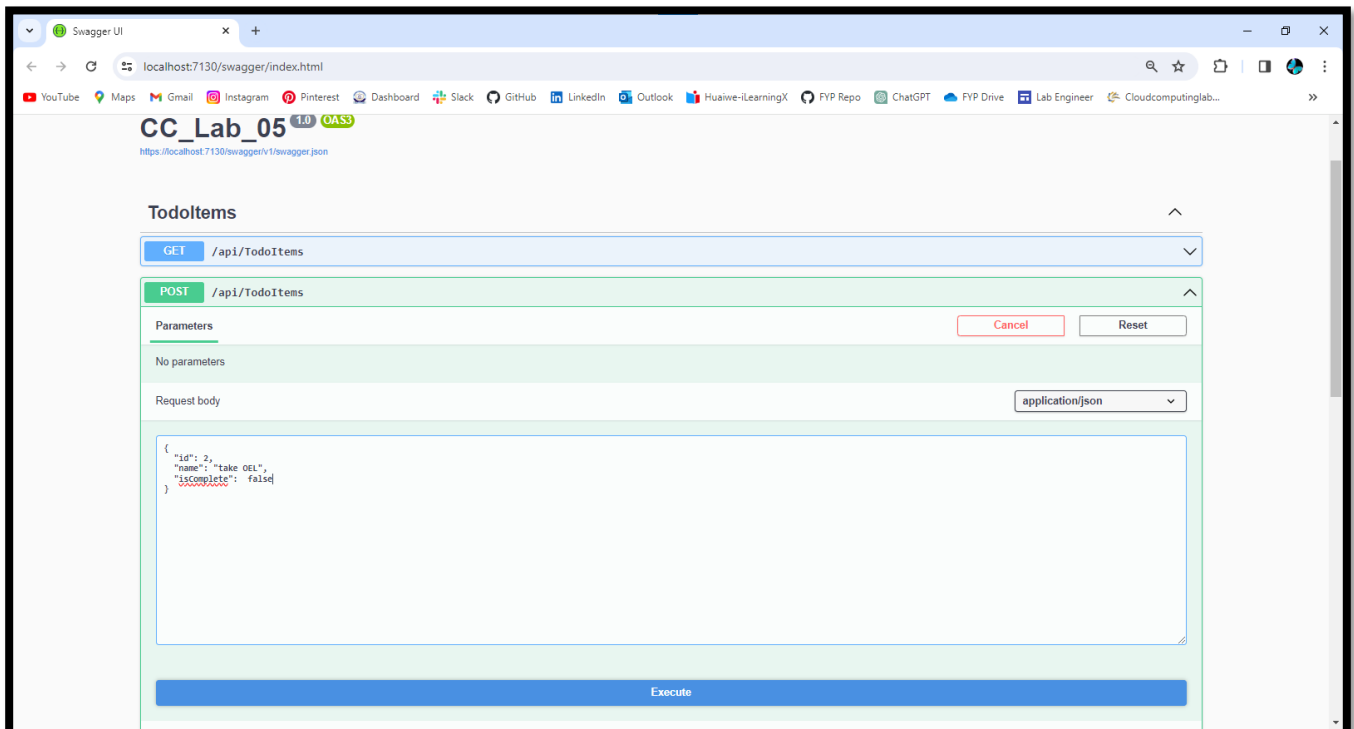 Swagger UI
localhost:7130/swagger/index.html
YouTube Maps Gmail Instagram Pinterest Dashboard Slack GitHub LinkedIn Outlook Huaiwe-iLearningX FYP Repo ChatGPT FYP Drive Lab Engineer Cloudcomputinglab...
CC_Lab_05 1.0 OAS3
https://localhost:7130/swagger/v1/swagger.json
TodoItems
GET /api/TodoItems
POST /api/TodoItems
Parameters Cancel Reset
No parameters
Request body application/json
{
"id": 2,
"name": "take OEL",
"isComplete":  false
}
Execute